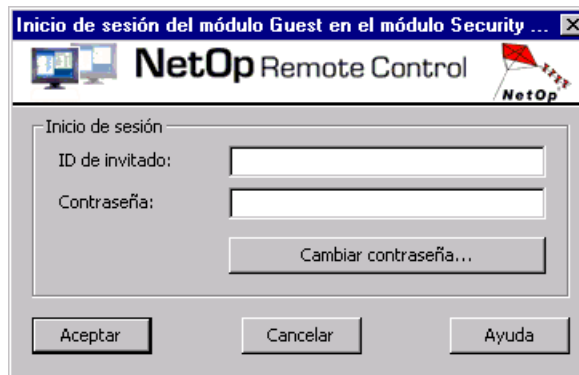 Inicio de sesión del módulo Guest en el módulo Security ...
NetOp Remote Control
NetOp
Inicio de sesión
ID de invitado:
Contraseña:
Cambiar contraseña...
Aceptar Cancelar Ayuda